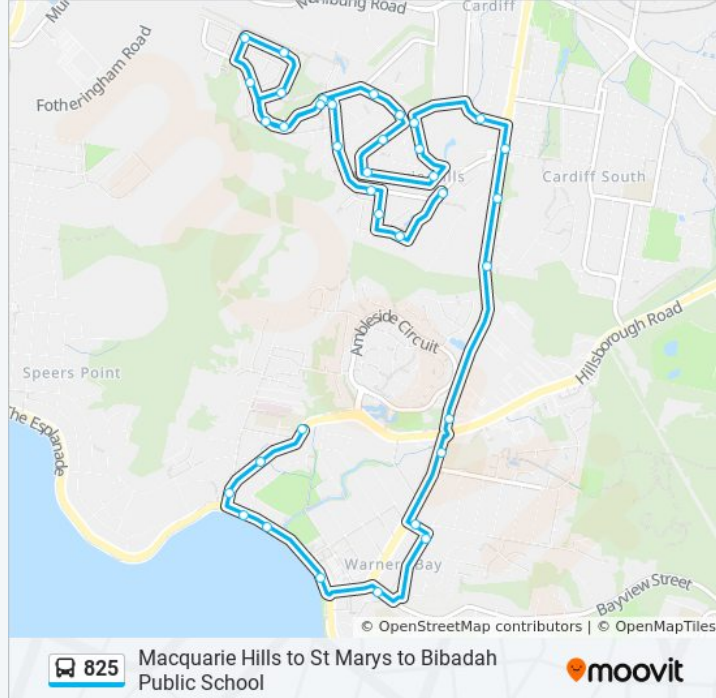 Munibung Road
Cardiff
Fotheringham Road
Cardiff South
Ambleside Circuit
Hillsborough Road
Speers Point
The Esplanade
Warners Bay
Bayview Street
© OpenStreetMap contributors | © OpenMapTiles
825
Macquarie Hills to St Marys to Bibadah
Public School
moovit